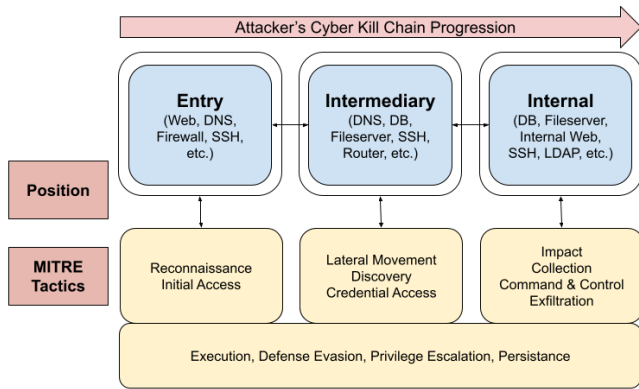 Attacker's Cyber Kill Chain Progression
Entry
(Web, DNS,
Firewall, SSH,
etc.)
Intermediary
(DNS, DB,
Fileserver, SSH,
Router, etc.)
Internal
(DB, Fileserver,
Internal Web,
SSH, LDAP, etc.)
Position
MITRE
Tactics
Reconnaissance
Initial Access
Lateral Movement
Discovery
Credential Access
Impact
Collection
Command & Control
Exfiltration
Execution, Defense Evasion, Privilege Escalation, Persistance